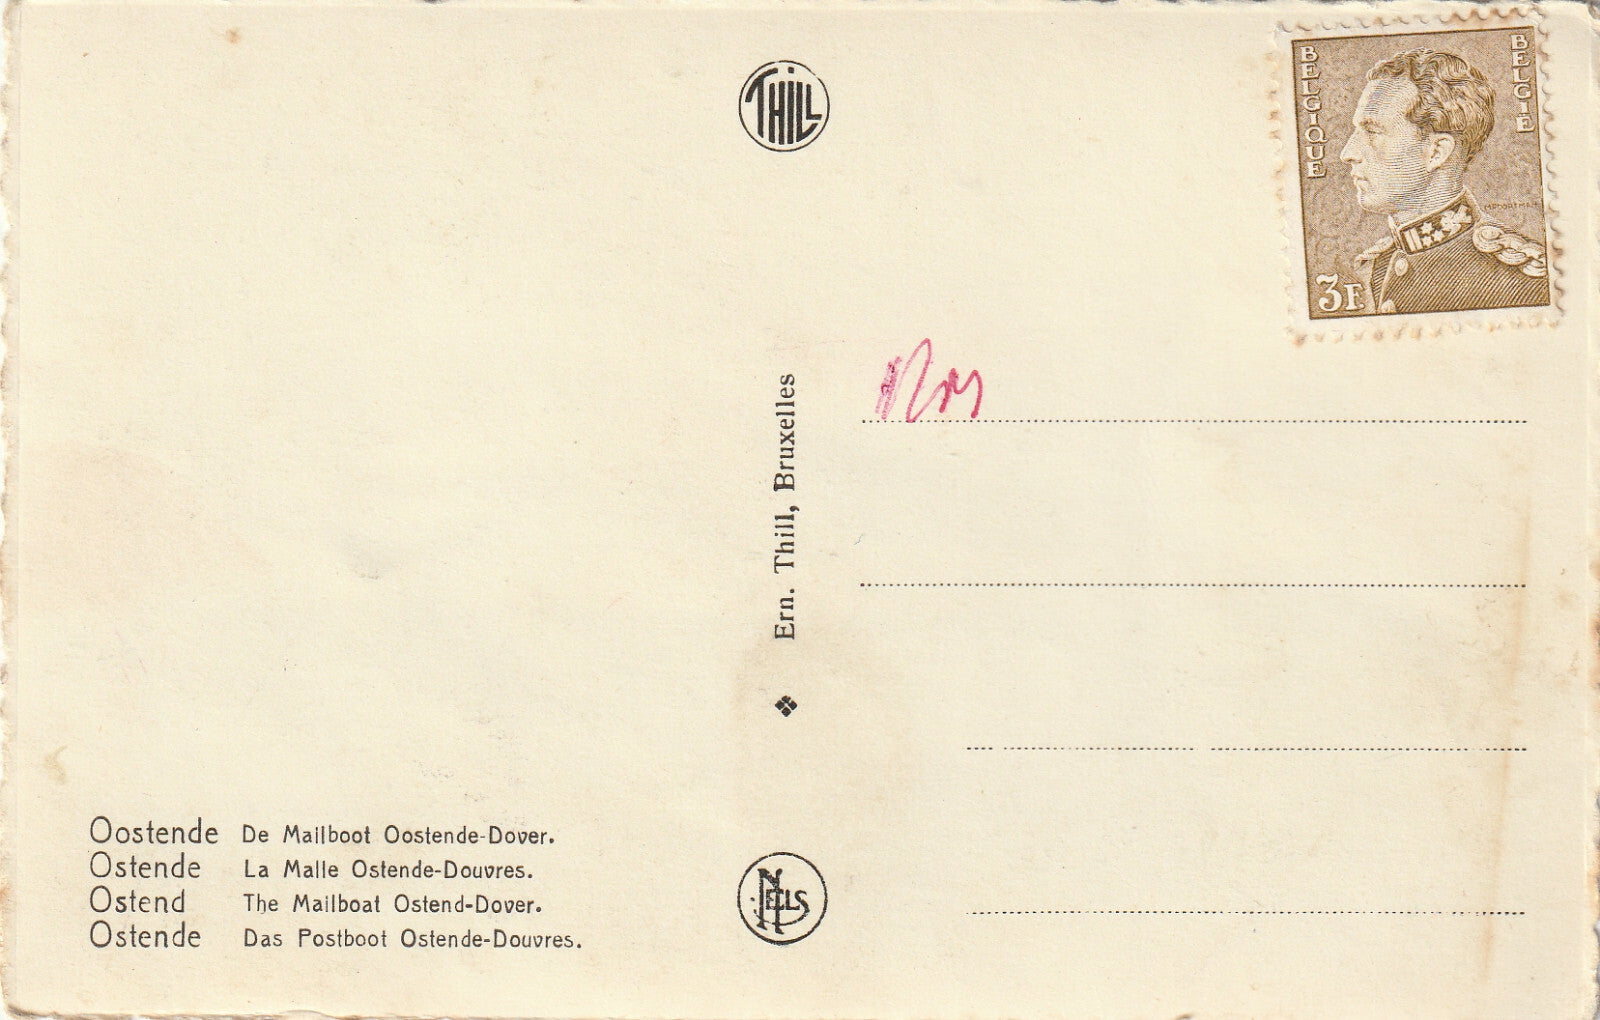 THILL
BELGIQUE
BELGIË
3F.
Ern. Thill, Bruxelles
Oostende De Mailboot Oostende-Dover.
Ostende La Malle Ostende-Douvres.
Ostend The Mailboat Ostend-Dover.
Ostende Das Postboot Ostende-Douvres.
NELS